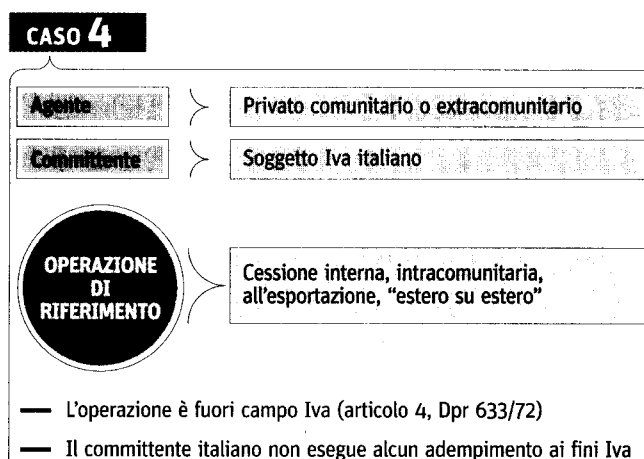 CASO 4
Agente
Privato comunitario o extracomunitario
Committente
Soggetto Iva italiano
OPERAZIONE
DI
RIFERIMENTO
Cessione interna, intracomunitaria,
all'esportazione, “estero su estero”
— L'operazione è fuori campo Iva (articolo 4, Dpr 633/72)
— Il committente italiano non esegue alcun adempimento ai fini Iva